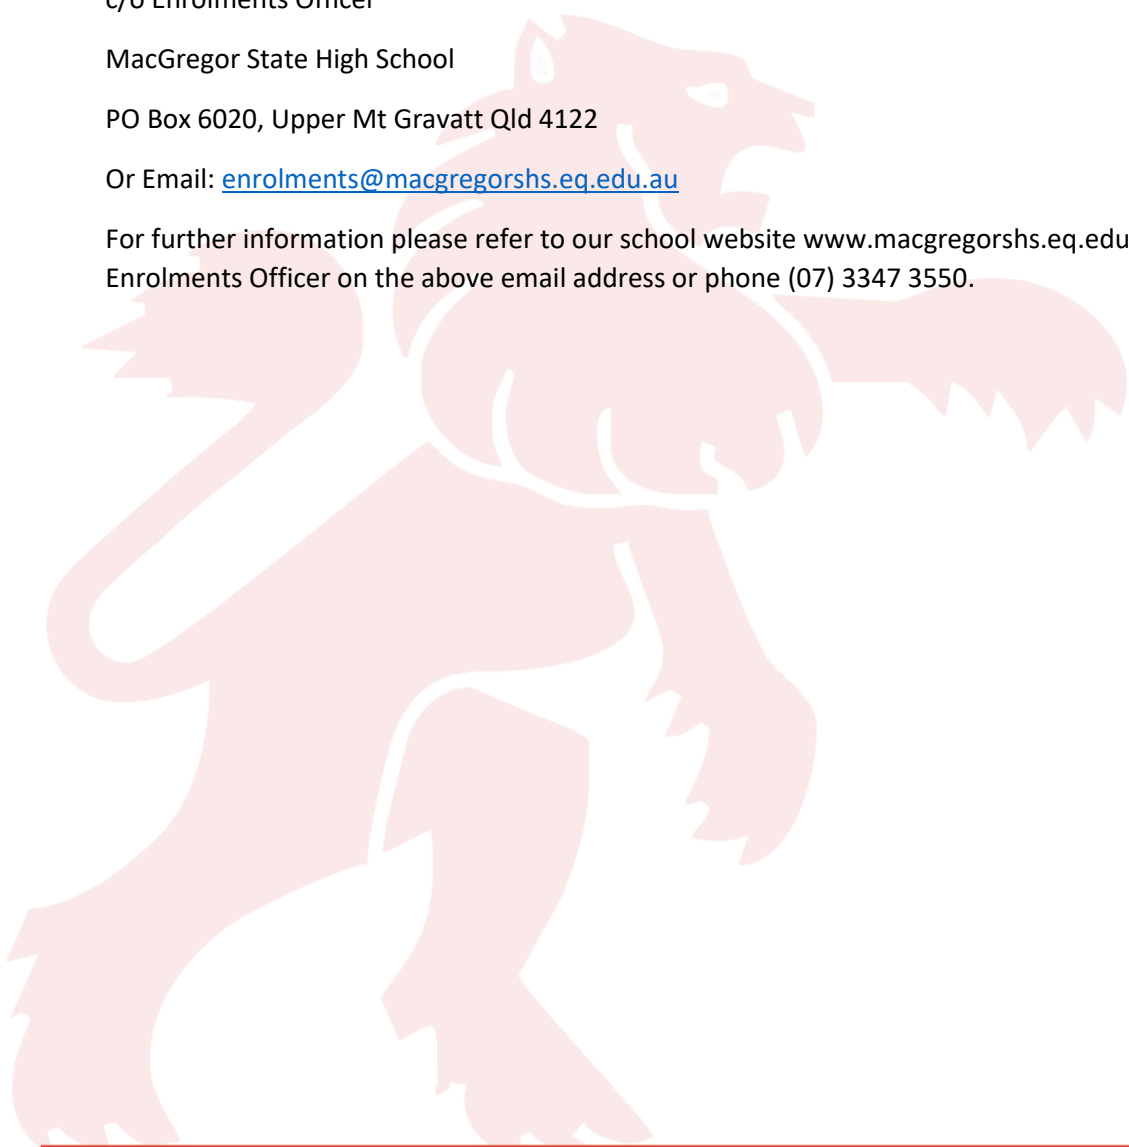 c/o Enrolments Officer
MacGregor State High School
PO Box 6020, Upper Mt Gravatt Qld 4122
Or Email: enrolments@macgregorshs.eq.edu.au
For further information please refer to our school website www.macgregorshs.eq.edu
Enrolments Officer on the above email address or phone (07) 3347 3550.